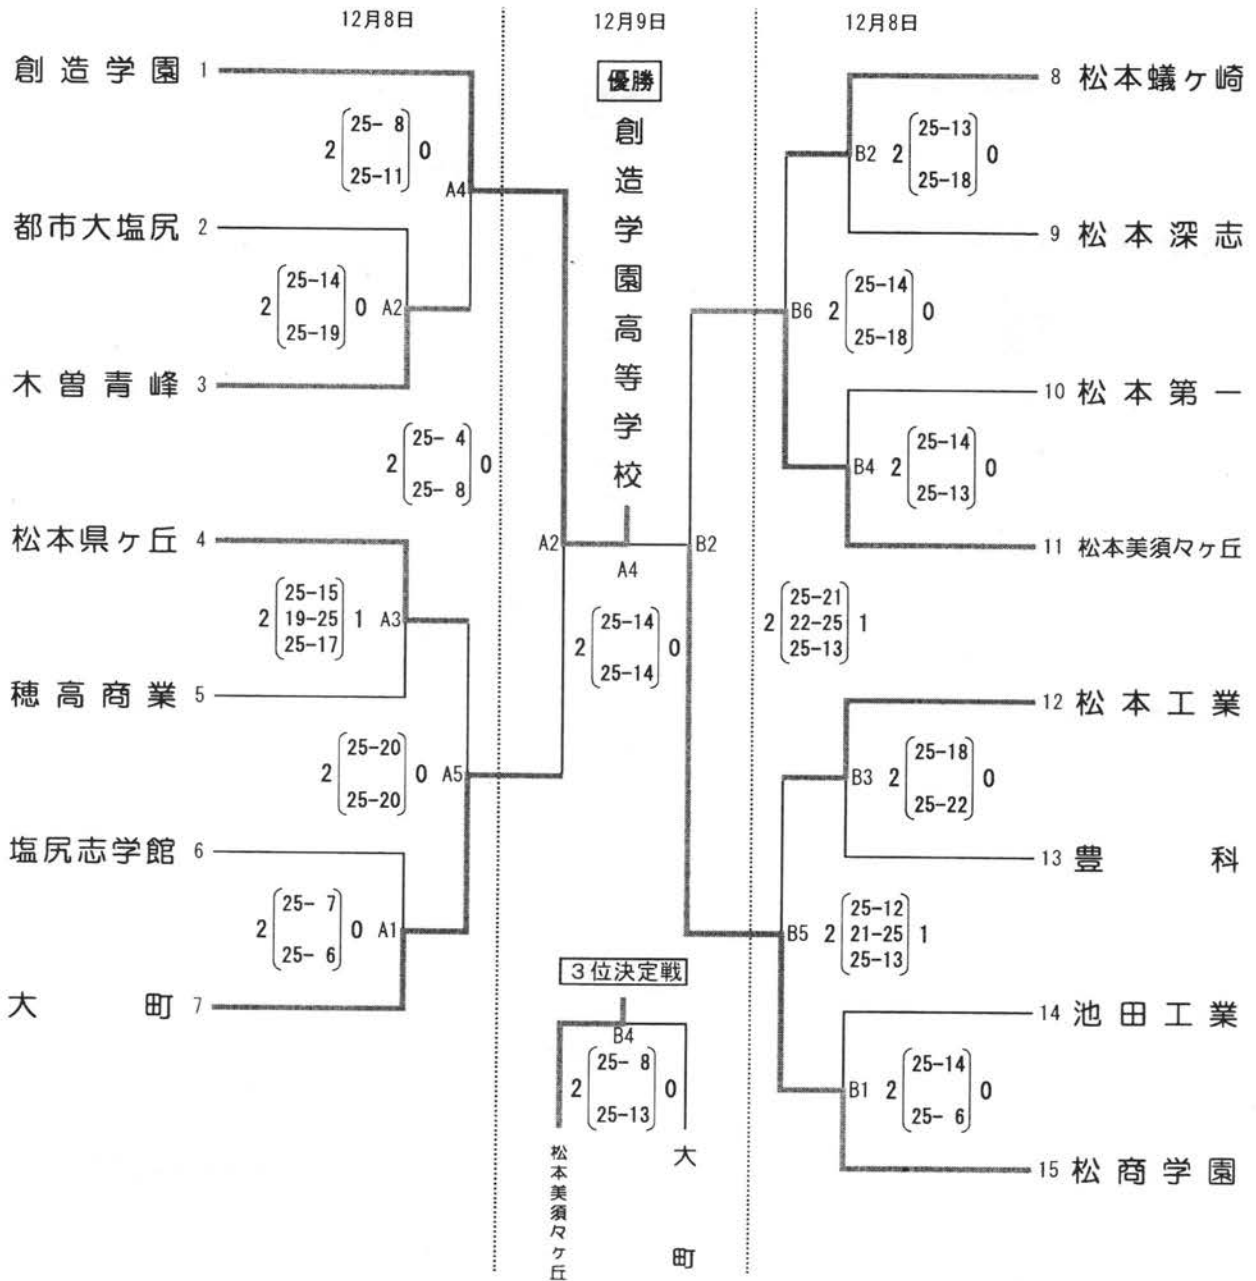 12月8日
12月9日
12月8日
創造学園 1
都市大塩尻 2
木曽青峰 3
松本県ヶ丘 4
穂高商業 5
塩尻志学館 6
大町 7
2 25- 8 0
25-11
A4
2 25-14 0 A2
25-19
2 25- 4 0
25- 8
2 25-15 1 A3
19-25
25-17
2 25-20 0 A5
25-20
2 25- 7 0 A1
25- 6
優勝
創造学園高等学校
A2
A4
B2
2 25-14 0
25-14
3位決定戦
B4
2 25- 8 0
25-13
松本美須々ヶ丘
大町
8 松本蟻ヶ崎
B2 2 25-13 0
25-18
9 松本深志
B6 2 25-14 0
25-18
10 松本第一
B4 2 25-14 0
25-13
11 松本美須々ヶ丘
2 25-21 1
22-25
25-13
12 松本工業
B3 2 25-18 0
25-22
13 豊科
B5 2 25-12 1
21-25
25-13
14 池田工業
B1 2 25-14 0
25- 6
15 松商学園